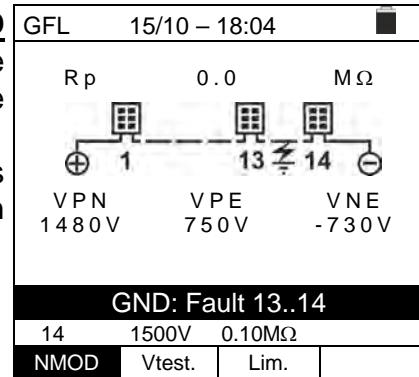 GFL 15/10 – 18:04
Rp 0.0 MΩ
1 13 14
VPN VPE VNE
1480V 750V -730V
GND: Fault 13..14
14 1500V 0.10MΩ
NMOD Vtest. Lim.